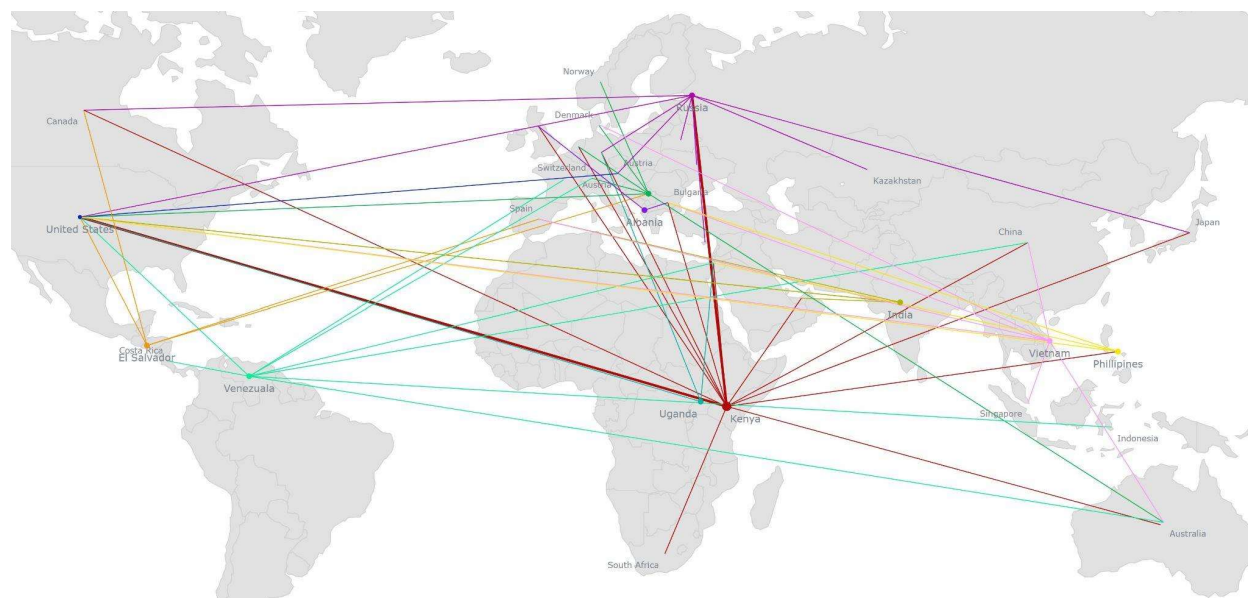 Norway
Russia
Denmark
Canada
Switzerland
Austria
Kazakhstan
Austria
Bulgaria
Spain
Albania
Japan
United States
China
India
Costa Rica
El Salvador
Vietnam
Phillipines
Venezuala
Uganda
Kenya
Singapore
Indonesia
Australia
South Africa